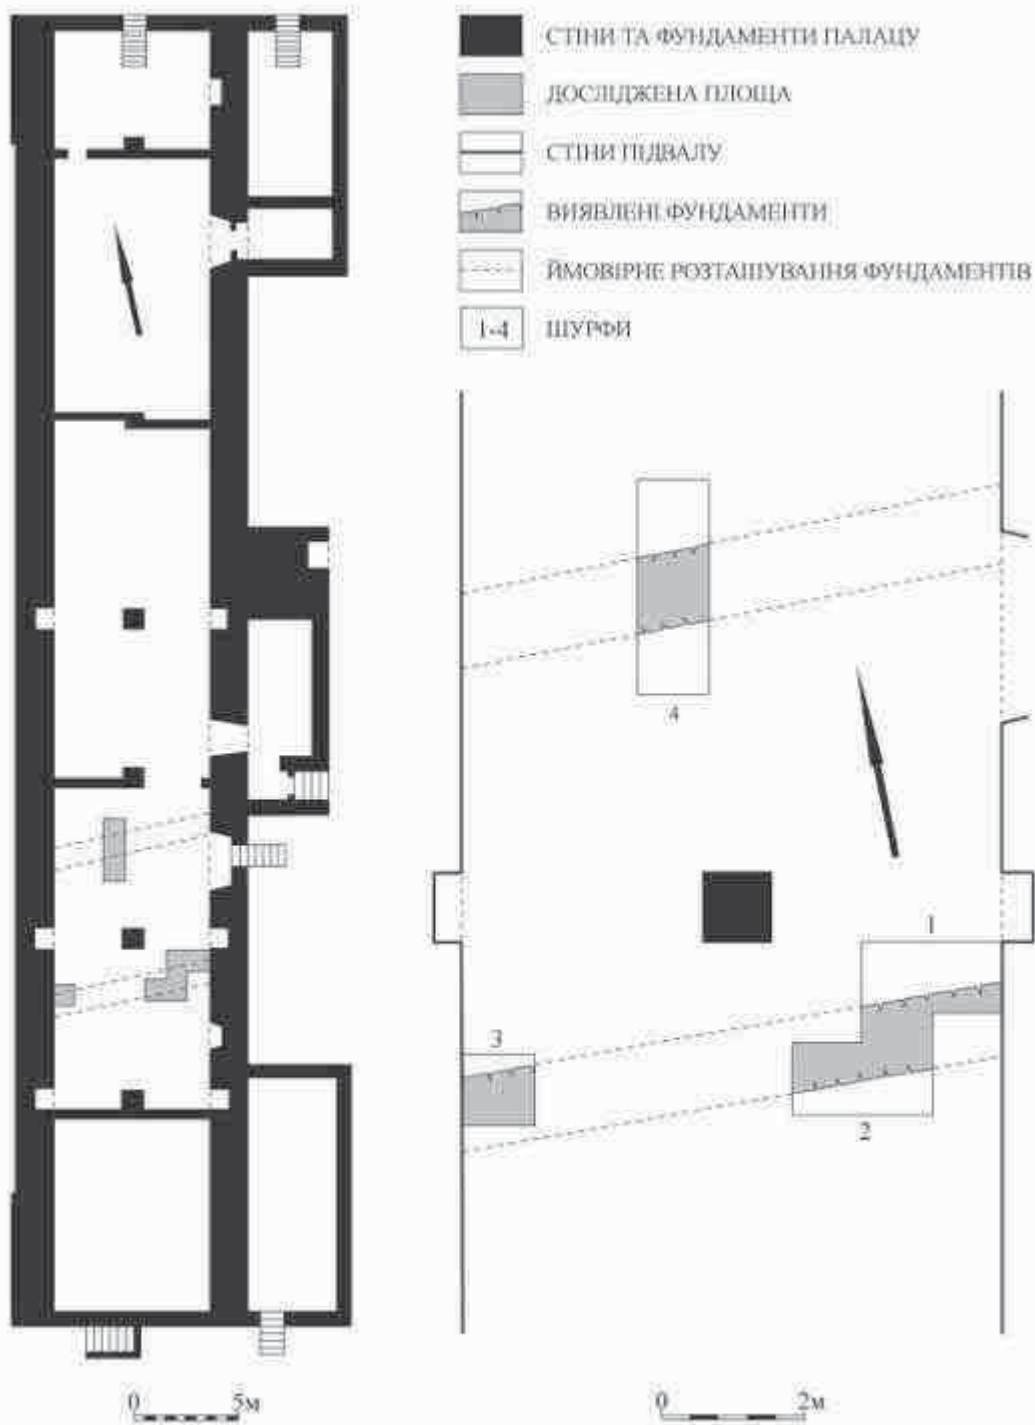 СТІНИ ТА ФУНДАМЕНТИ ПАЛАЦУ
ДОСЛІДЖЕНА ПЛОЩА
СТІНИ ПІДВАЛУ
ВИЯВЛЕНІ ФУНДАМЕНТИ
ЙМОВІРНЕ РОЗТАШУВАННЯ ФУНДАМЕНТІВ
1-4 ШУРФИ
4
1
3
2
0 5м
0 2м